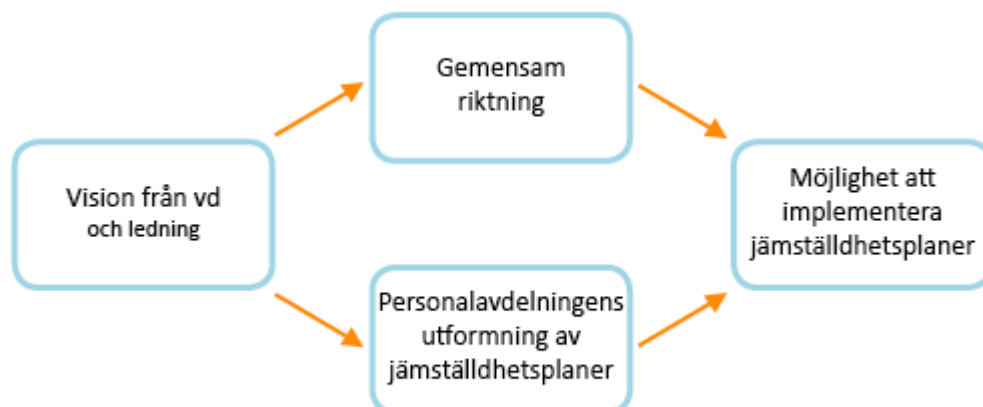 Gemensam
riktning
Vision från vd
och ledning
Möjlighet att
implementera
jämställdhetsplaner
Personalavdelningens
utformning av
jämställdhetsplaner